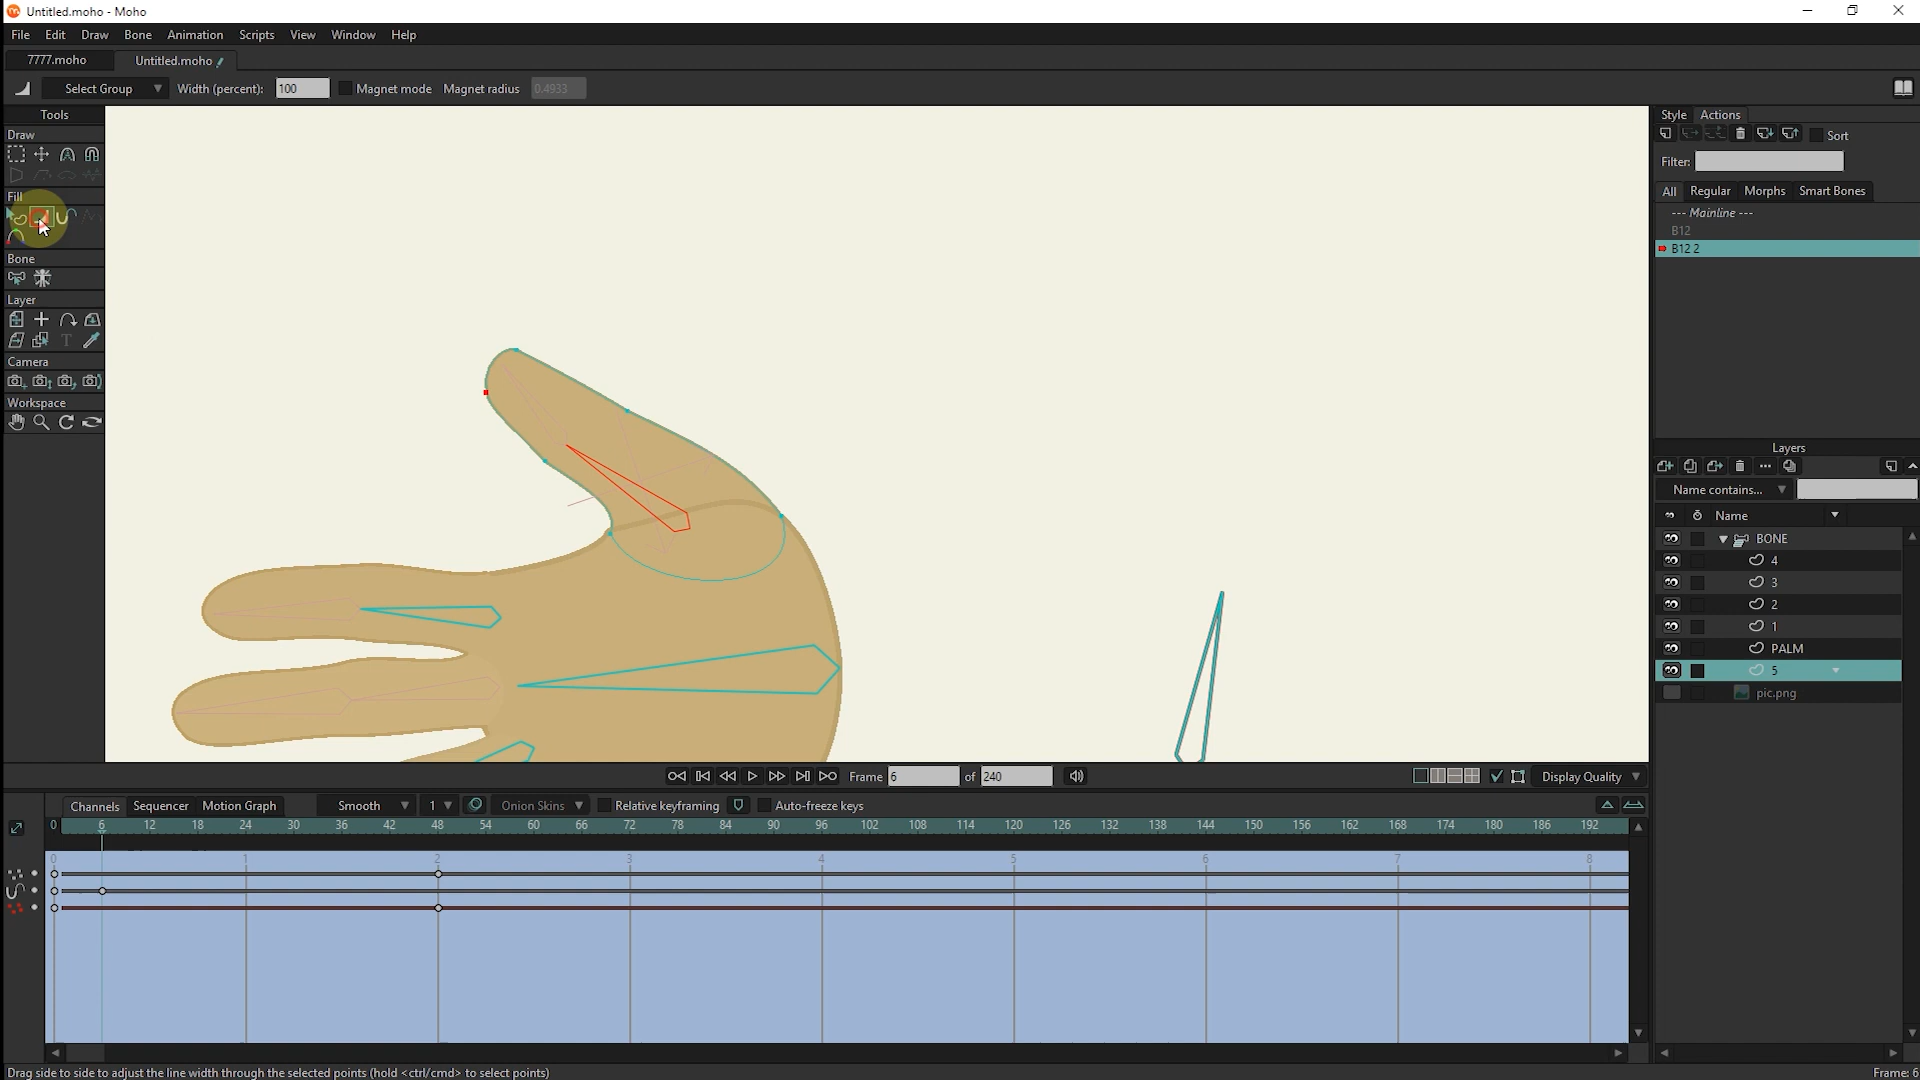 Untitled.moho - Moho
File Edit Draw Bone Animation Scripts View Window Help
7777.moho Untitled.moho
Select Group Width (percent): 100 Magnet mode Magnet radius 0.4933
Tools
Draw
Fill
Bone
Layer
T
Camera
Workspace
Style Actions
Sort
Filter:
All Regular Morphs Smart Bones
--- Mainline ---
B12
B12 2
Layers
Name contains...
Name
BONE
4
3
2
1
PALM
5
pic.png
Frame 6 of 240 Display Quality
Channels Sequencer Motion Graph Smooth 1 Onion Skins Relative keyframing Auto-freeze keys
0 6 12 18 24 30 36 42 48 54 60 66 72 78 84 90 96 102 108 114 120 126 132 138 144 150 156 162 168 174 180 186 192
0 1 2 3 4 5 6 7 8
Drag side to side to adjust the line width through the selected points (hold <ctrl/cmd> to select points) Frame: 6